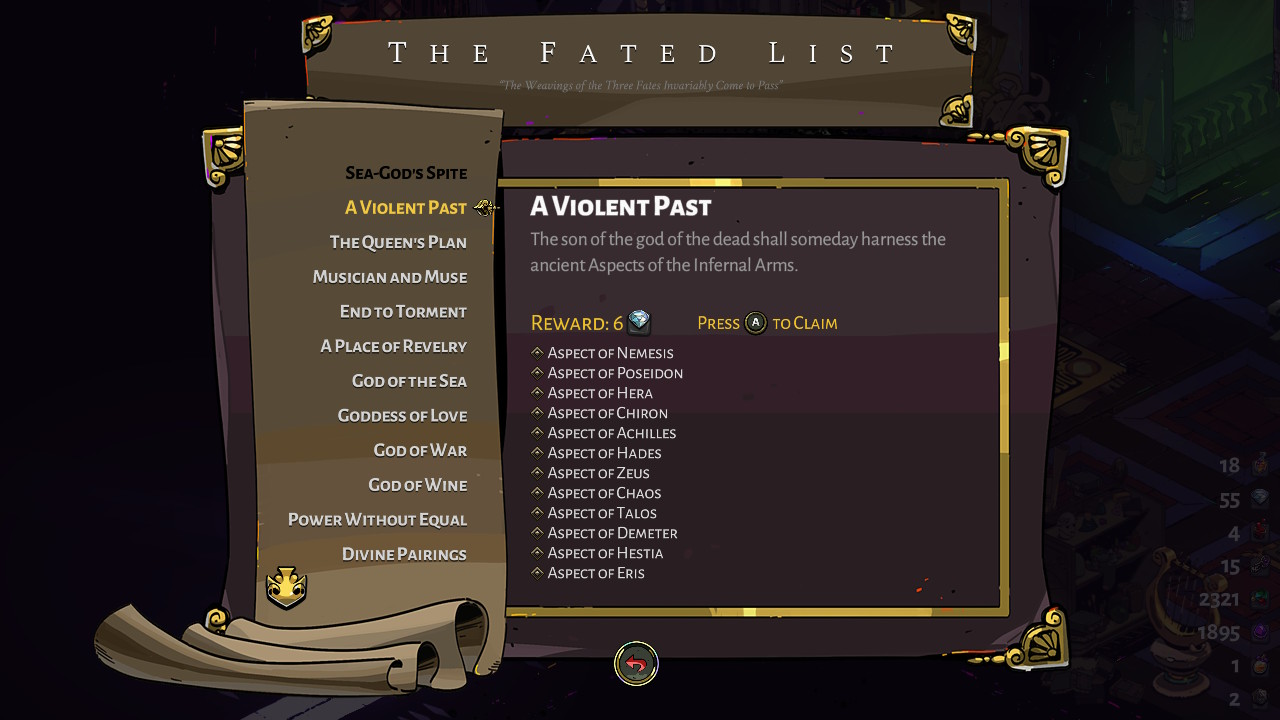 The Fated List
"The Weavings of the Three Fates Invariably Come to Pass"
Sea-God's Spite
A Violent Past
The Queen's Plan
Musician and Muse
End to Torment
A Place of Revelry
God of the Sea
Goddess of Love
God of War
God of Wine
Power Without Equal
Divine Pairings
A Violent Past
The son of the god of the dead shall someday harness the
ancient Aspects of the Infernal Arms.
Reward: 6 Press A to Claim
Aspect of Nemesis
Aspect of Poseidon
Aspect of Hera
Aspect of Chiron
Aspect of Achilles
Aspect of Hades
Aspect of Zeus
Aspect of Chaos
Aspect of Talos
Aspect of Demeter
Aspect of Hestia
Aspect of Eris
18
55
4
15
2321
1895
1
2